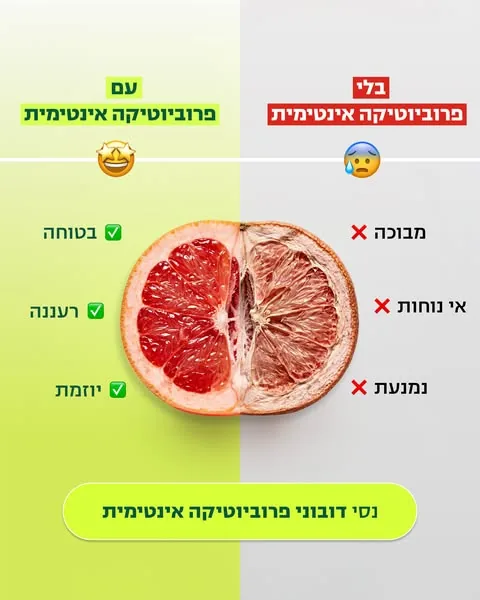 בלי
פרוביוטיקה אינטימית
עם
פרוביוטיקה אינטימית
מבוכה
אי נוחות
נמנעת
בטוחה
רעננה
יוזמת
נסי דובוני פרוביוטיקה אינטימית